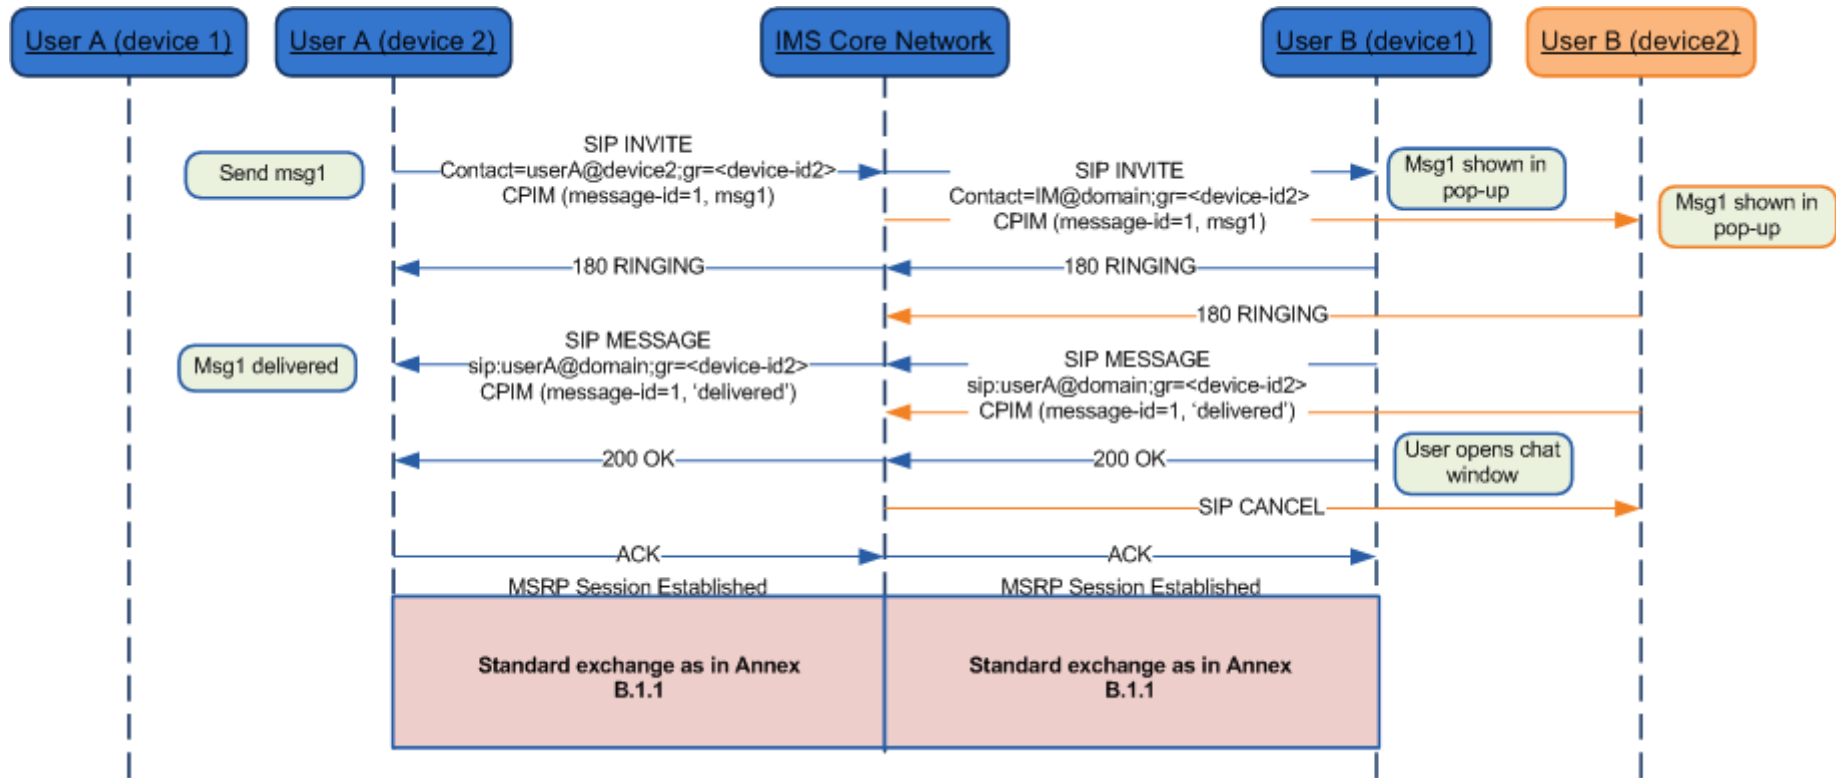 User A (device 1)
User A (device 2)
IMS Core Network
User B (device1)
User B (device2)
Send msg1
SIP INVITE
Contact=userA@device2;gr=<device-id2>
CPIM (message-id=1, msg1)
SIP INVITE
Contact=IM@domain;gr=<device-id2>
CPIM (message-id=1, msg1)
Msg1 shown in
pop-up
Msg1 shown in
pop-up
180 RINGING
180 RINGING
180 RINGING
Msg1 delivered
SIP MESSAGE
sip:userA@domain;gr=<device-id2>
CPIM (message-id=1, ‘delivered’)
SIP MESSAGE
sip:userA@domain;gr=<device-id2>
CPIM (message-id=1, ‘delivered’)
200 OK
200 OK
User opens chat
window
SIP CANCEL
ACK
ACK
MSRP Session Established
MSRP Session Established
Standard exchange as in Annex
B.1.1
Standard exchange as in Annex
B.1.1